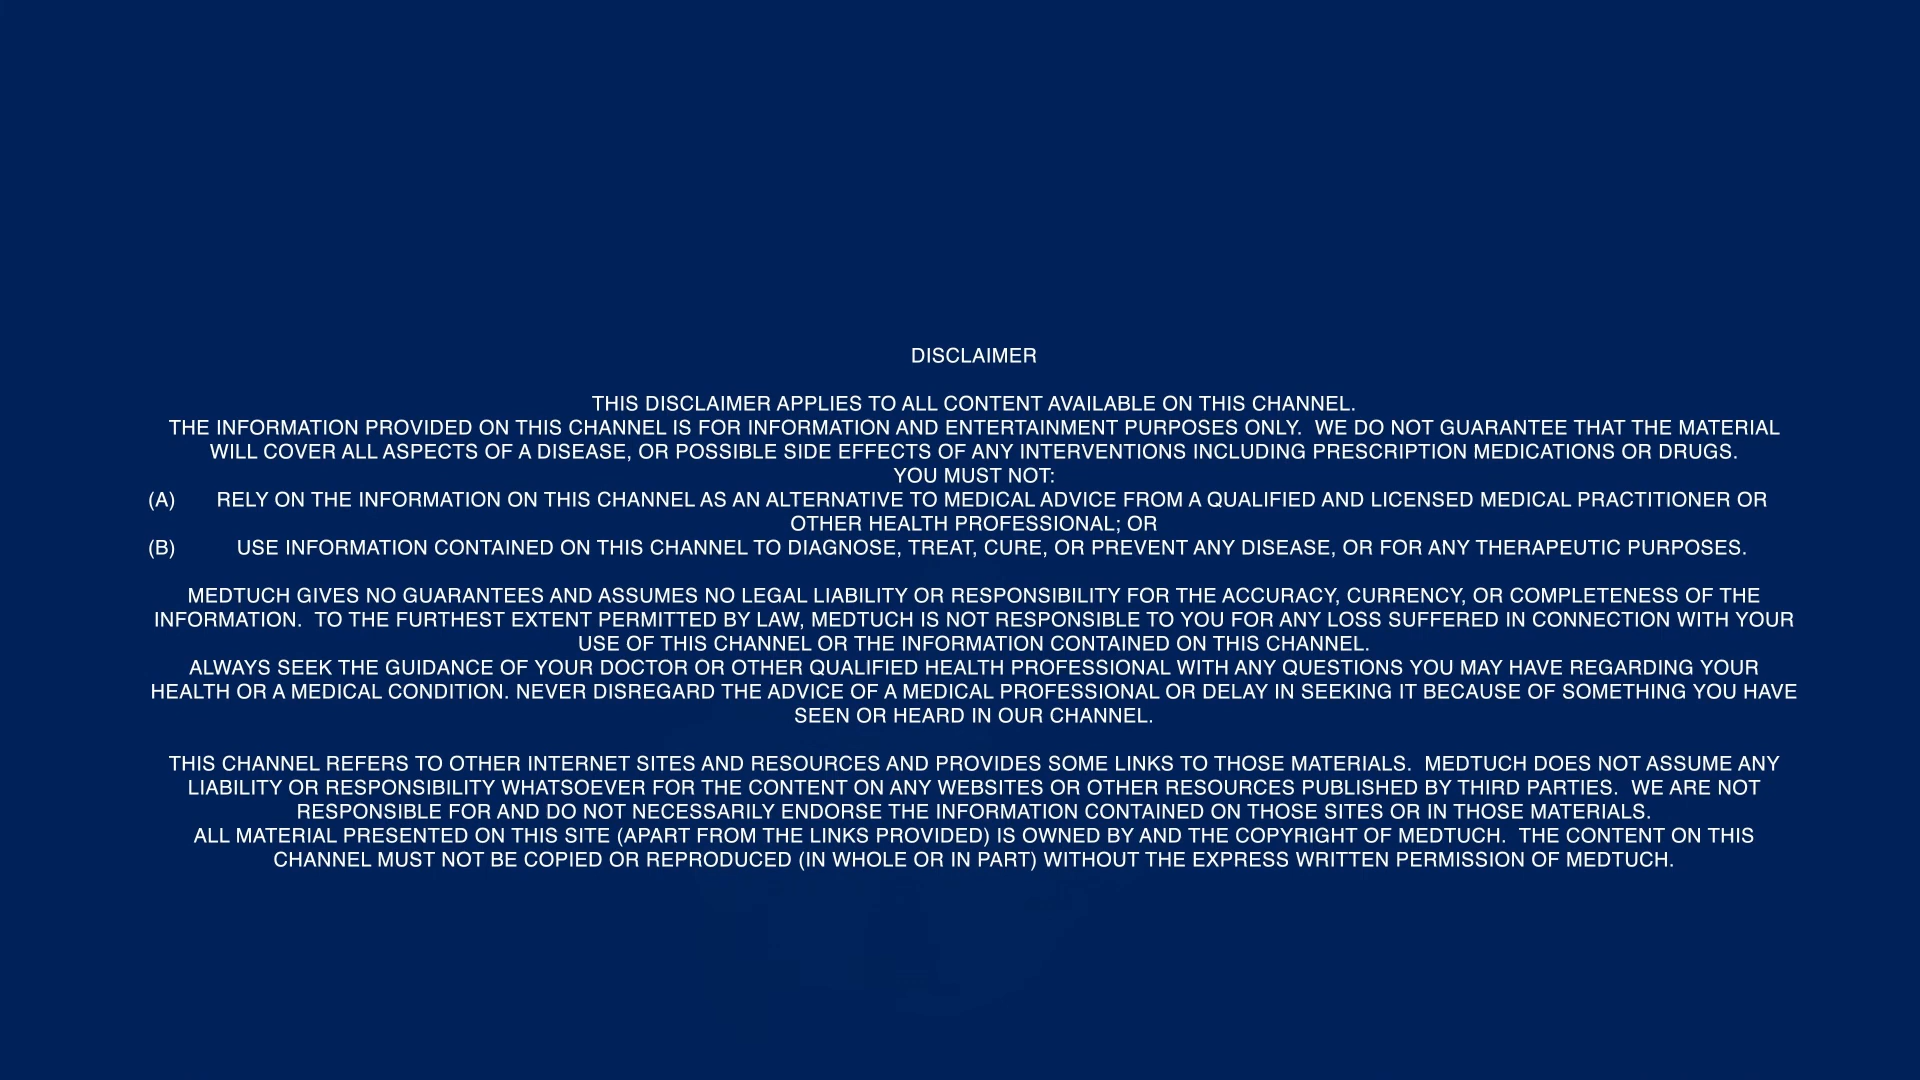 DISCLAIMER
THIS DISCLAIMER APPLIES TO ALL CONTENT AVAILABLE ON THIS CHANNEL.
THE INFORMATION PROVIDED ON THIS CHANNEL IS FOR INFORMATION AND ENTERTAINMENT PURPOSES ONLY.  WE DO NOT GUARANTEE THAT THE MATERIAL
WILL COVER ALL ASPECTS OF A DISEASE, OR POSSIBLE SIDE EFFECTS OF ANY INTERVENTIONS INCLUDING PRESCRIPTION MEDICATIONS OR DRUGS.
YOU MUST NOT:
(A) RELY ON THE INFORMATION ON THIS CHANNEL AS AN ALTERNATIVE TO MEDICAL ADVICE FROM A QUALIFIED AND LICENSED MEDICAL PRACTITIONER OR
OTHER HEALTH PROFESSIONAL; OR
(B) USE INFORMATION CONTAINED ON THIS CHANNEL TO DIAGNOSE, TREAT, CURE, OR PREVENT ANY DISEASE, OR FOR ANY THERAPEUTIC PURPOSES.
MEDTUCH GIVES NO GUARANTEES AND ASSUMES NO LEGAL LIABILITY OR RESPONSIBILITY FOR THE ACCURACY, CURRENCY, OR COMPLETENESS OF THE
INFORMATION.  TO THE FURTHEST EXTENT PERMITTED BY LAW, MEDTUCH IS NOT RESPONSIBLE TO YOU FOR ANY LOSS SUFFERED IN CONNECTION WITH YOUR
USE OF THIS CHANNEL OR THE INFORMATION CONTAINED ON THIS CHANNEL.
ALWAYS SEEK THE GUIDANCE OF YOUR DOCTOR OR OTHER QUALIFIED HEALTH PROFESSIONAL WITH ANY QUESTIONS YOU MAY HAVE REGARDING YOUR
HEALTH OR A MEDICAL CONDITION. NEVER DISREGARD THE ADVICE OF A MEDICAL PROFESSIONAL OR DELAY IN SEEKING IT BECAUSE OF SOMETHING YOU HAVE
SEEN OR HEARD IN OUR CHANNEL.
THIS CHANNEL REFERS TO OTHER INTERNET SITES AND RESOURCES AND PROVIDES SOME LINKS TO THOSE MATERIALS.  MEDTUCH DOES NOT ASSUME ANY
LIABILITY OR RESPONSIBILITY WHATSOEVER FOR THE CONTENT ON ANY WEBSITES OR OTHER RESOURCES PUBLISHED BY THIRD PARTIES.  WE ARE NOT
RESPONSIBLE FOR AND DO NOT NECESSARILY ENDORSE THE INFORMATION CONTAINED ON THOSE SITES OR IN THOSE MATERIALS.
ALL MATERIAL PRESENTED ON THIS SITE (APART FROM THE LINKS PROVIDED) IS OWNED BY AND THE COPYRIGHT OF MEDTUCH.  THE CONTENT ON THIS
CHANNEL MUST NOT BE COPIED OR REPRODUCED (IN WHOLE OR IN PART) WITHOUT THE EXPRESS WRITTEN PERMISSION OF MEDTUCH.